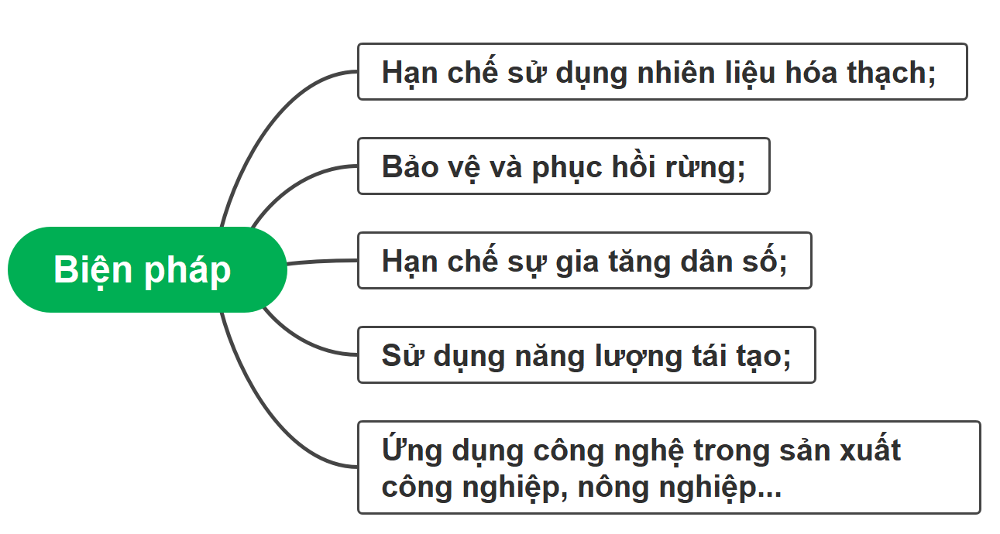 Biện pháp
Hạn chế sử dụng nhiên liệu hóa thạch;
Bảo vệ và phục hồi rừng;
Hạn chế sự gia tăng dân số;
Sử dụng năng lượng tái tạo;
Ứng dụng công nghệ trong sản xuất
công nghiệp, nông nghiệp...